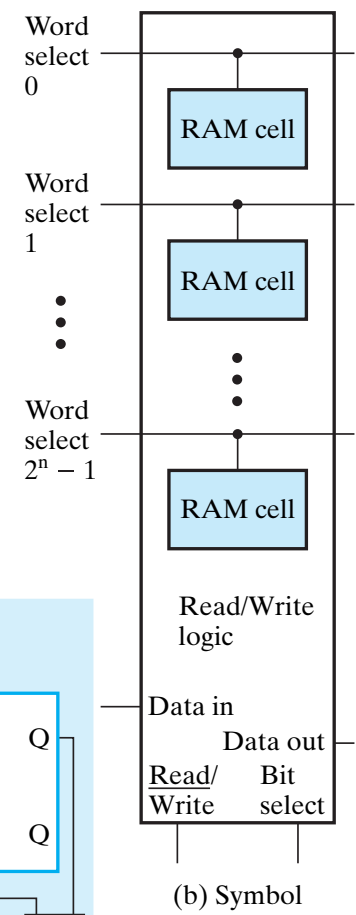 Word
select
0
RAM cell
Word
select
1
RAM cell
Word
select
2ⁿ − 1
RAM cell
Read/Write
logic
Data in
Data out
Q
Q
Read/
Write
Bit
select
(b) Symbol